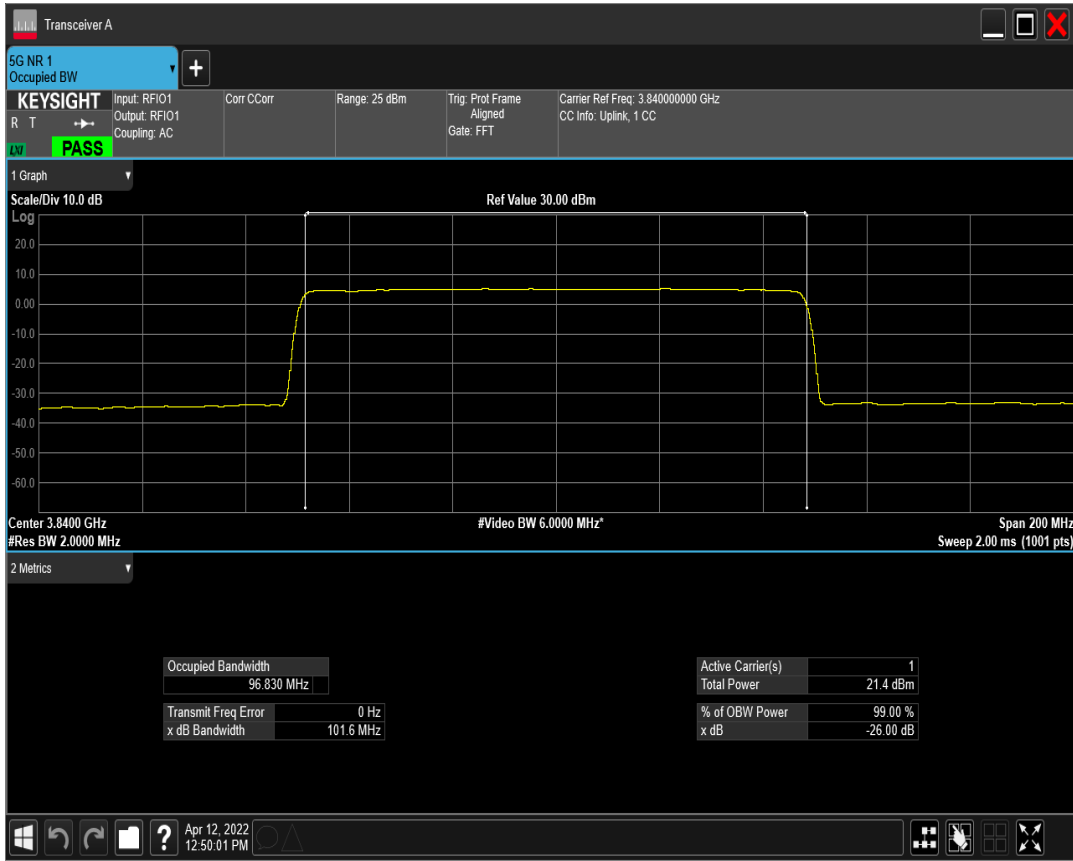 Transceiver A
5G NR 1
Occupied BW
+
KEYSIGHT
R T
LXI
PASS
Input: RFIO1
Output: RFIO1
Coupling: AC
Corr CCorr
Range: 25 dBm
Trig: Prot Frame
Aligned
Gate: FFT
Carrier Ref Freq: 3.840000000 GHz
CC Info: Uplink, 1 CC
1 Graph
Scale/Div 10.0 dB
Ref Value 30.00 dBm
Log
20.0
10.0
0.00
-10.0
-20.0
-30.0
-40.0
-50.0
-60.0
Center 3.8400 GHz
#Video BW 6.0000 MHz*
Span 200 MHz
#Res BW 2.0000 MHz
Sweep 2.00 ms (1001 pts)
2 Metrics
Occupied Bandwidth
96.830 MHz
Transmit Freq Error 0 Hz
x dB Bandwidth 101.6 MHz
Active Carrier(s) 1
Total Power 21.4 dBm
% of OBW Power 99.00 %
x dB -26.00 dB
?
Apr 12, 2022
12:50:01 PM